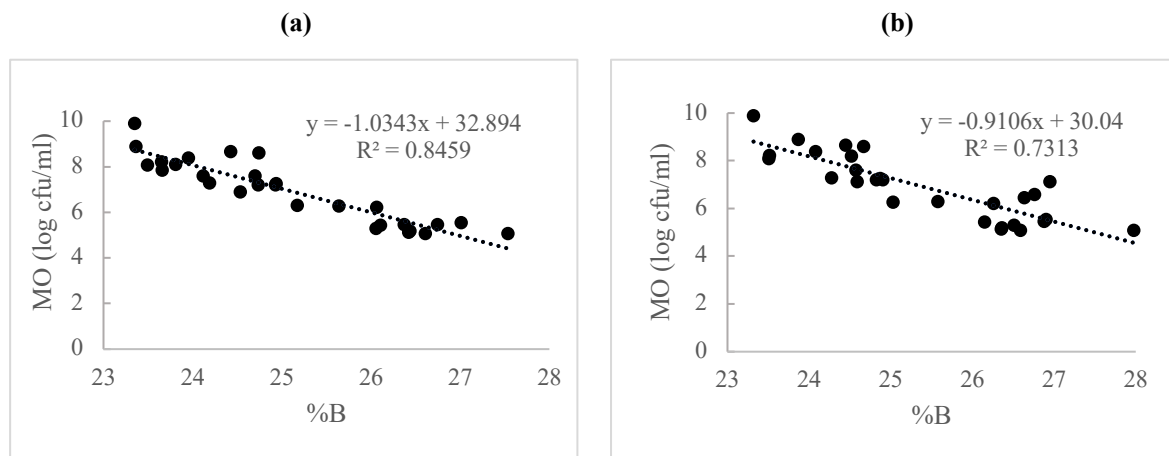 (a)
y = -1.0343x + 32.894
R² = 0.8459
10
8
6
4
2
0
MO (log cfu/ml)
23 24 25 26 27 28
%B
(b)
y = -0.9106x + 30.04
R² = 0.7313
10
8
6
4
2
0
MO (log cfu/ml)
23 24 25 26 27 28
%B